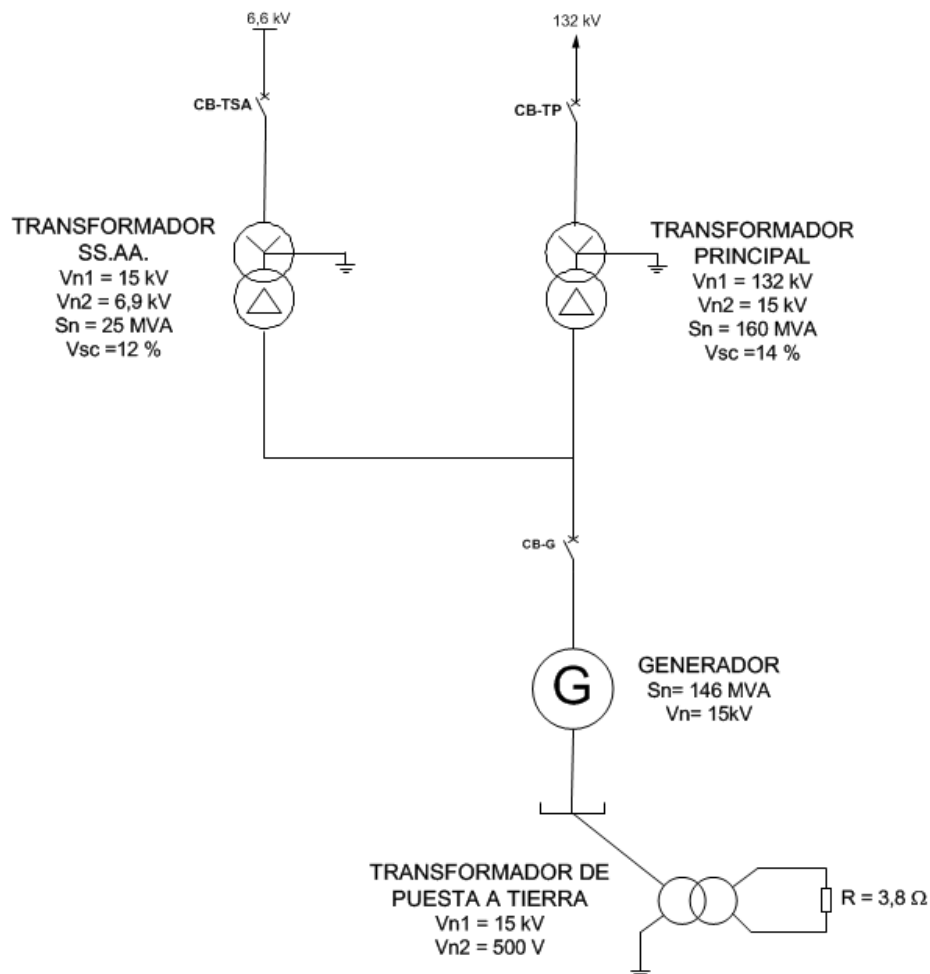 6,6 kV
132 kV
CB-TSA
CB-TP
TRANSFORMADOR
SS.AA.
Vn1 = 15 kV
Vn2 = 6,9 kV
Sn = 25 MVA
Vsc =12 %
TRANSFORMADOR
PRINCIPAL
Vn1 = 132 kV
Vn2 = 15 kV
Sn = 160 MVA
Vsc =14 %
CB-G
G
GENERADOR
Sn= 146 MVA
Vn= 15kV
TRANSFORMADOR DE
PUESTA A TIERRA
Vn1 = 15 kV
Vn2 = 500 V
R = 3,8 Ω